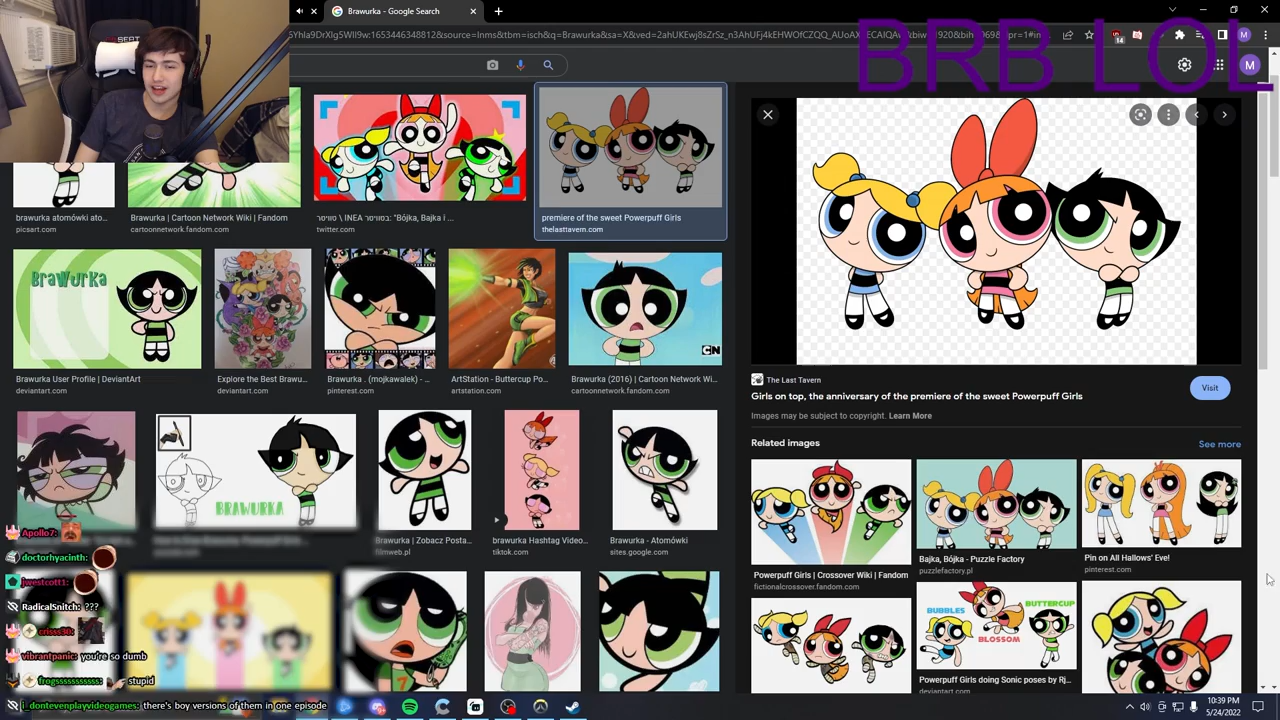 Brawurka - Google Search
BRB LOL
14
M
M
brawurka atomówki ato...
picsart.com
Brawurka | Cartoon Network Wiki | Fandom
cartoonnetwork.fandom.com
twitter.com
premiere of the sweet Powerpuff Girls
thelasttavern.com
BRAWURKA
Brawurka User Profile | DeviantArt
deviantart.com
Explore the Best Brawu...
deviantart.com
Brawurka . (mojkawalek) - ...
pinterest.com
ArtStation - Buttercup Po...
artstation.com
CN
Brawurka (2016) | Cartoon Network Wi...
cartoonnetwork.fandom.com
BRAWURKA
Brawurka | Zobacz Posta...
filmweb.pl
brawurka Hashtag Video...
tiktok.com
Brawurka - Atomówki
sites.google.com
The Last Tavern
Girls on top, the anniversary of the premiere of the sweet Powerpuff Girls
Images may be subject to copyright. Learn More
Visit
Related images
See more
Powerpuff Girls | Crossover Wiki | Fandom
fictionalcrossover.fandom.com
Bajka, Bójka - Puzzle Factory
puzzlefactory.pl
Pin on All Hallows' Eve!
pinterest.com
BUBBLES
BLOSSOM
BUTTERCUP
Powerpuff Girls doing Sonic poses by Rj...
deviantart.com
Apollo7:
doctorhyacinth:
jwestcott1:
RadicalSnitch: ???
crisss30:
vibrantpanic: you're so dumb
frogsssssssssss: stupid
i_dontevenplayvideogames: there's boy versions of them in one episode
10:39 PM
5/24/2022